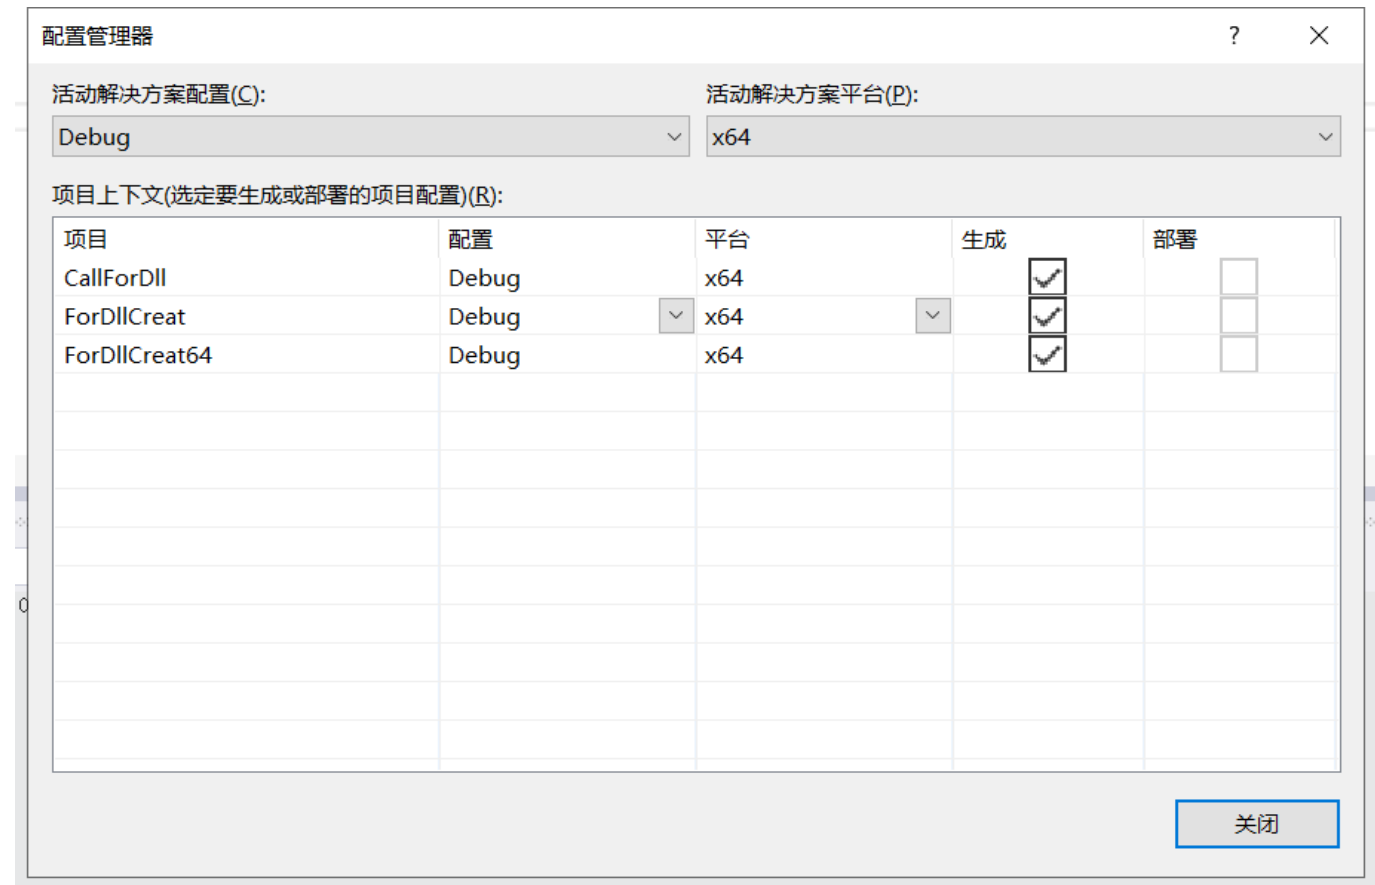 配置管理器 ?
活动解决方案配置(C): 活动解决方案平台(P):
Debug x64
项目上下文(选定要生成或部署的项目配置)(R):
项目 配置 平台 生成 部署
CallForDll Debug x64
ForDllCreat Debug x64
ForDllCreat64 Debug x64
0
关闭